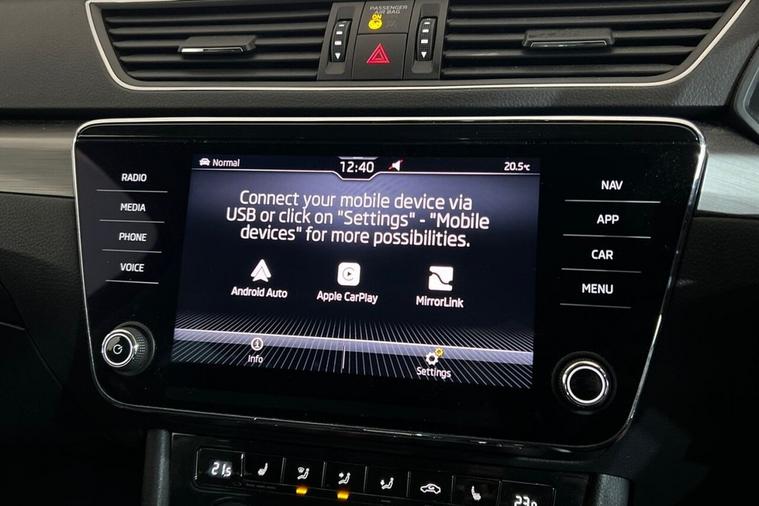 PASSENGER
AIR BAG
ON
Normal
12:40
20.5°C
RADIO
MEDIA
PHONE
VOICE
Connect your mobile device via
USB or click on "Settings" - "Mobile
devices" for more possibilities.
Android Auto
Apple CarPlay
MirrorLink
Info
Settings
NAV
APP
CAR
MENU
21.5
23.0